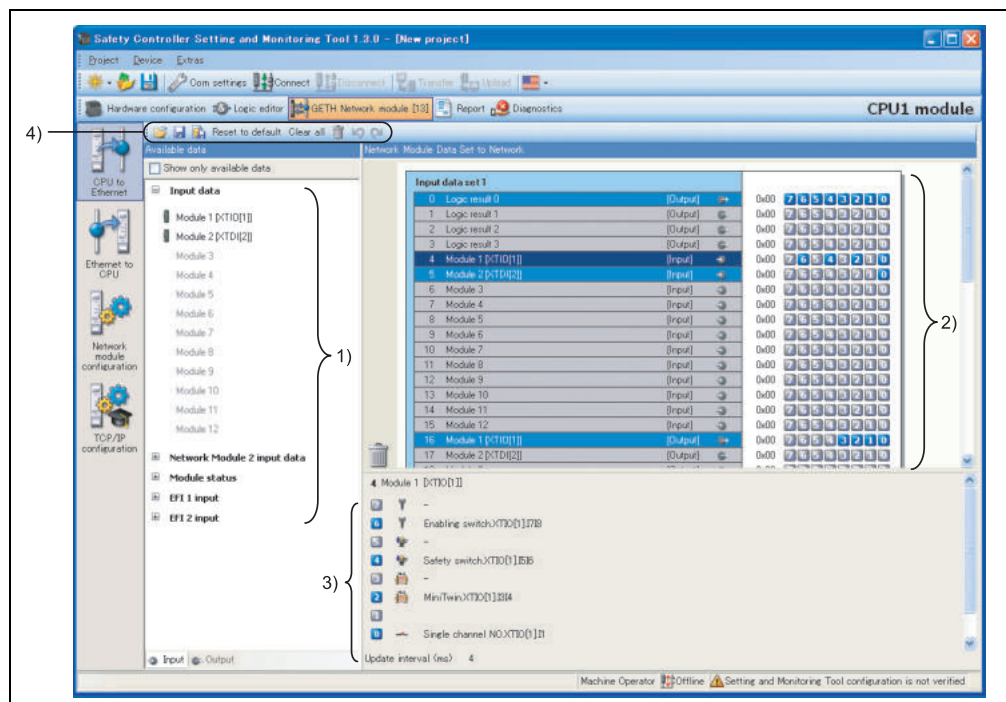 Safety Controller Setting and Monitoring Tool 1.3.0 - [New project]
Project Device Extras
Com settings Connect Disconnect Transfer Upload
Hardware configuration Logic editor GETH Network module [13] Report Diagnostics CPU1 module
4)
Reset to default Clear all
Available data
Network Module Data Set to Network
CPU to
Ethernet
Ethernet to
CPU
Network
module
configuration
TCP/IP
configuration
Show only available data
Input data
Module 1 [XTIO[1]]
Module 2 [XTDI[2]]
Module 3
Module 4
Module 5
Module 6
Module 7
Module 8
Module 9
Module 10
Module 11
Module 12
Network Module 2 input data
Module status
EFI 1 input
EFI 2 input
1)
Input Output
Input data set 1
0 Logic result 0 [Output] 0x00 7 6 5 4 3 2 1 0
1 Logic result 1 [Output] 0x00 7 6 5 4 3 2 1 0
2 Logic result 2 [Output] 0x00 7 6 5 4 3 2 1 0
3 Logic result 3 [Output] 0x00 7 6 5 4 3 2 1 0
4 Module 1 [XTIO[1]] [Input] 0x00 7 6 5 4 3 2 1 0
5 Module 2 [XTDI[2]] [Input] 0x00 7 6 5 4 3 2 1 0
6 Module 3 [Input] 0x00 7 6 5 4 3 2 1 0
7 Module 4 [Input] 0x00 7 6 5 4 3 2 1 0
8 Module 5 [Input] 0x00 7 6 5 4 3 2 1 0
9 Module 6 [Input] 0x00 7 6 5 4 3 2 1 0
10 Module 7 [Input] 0x00 7 6 5 4 3 2 1 0
11 Module 8 [Input] 0x00 7 6 5 4 3 2 1 0
12 Module 9 [Input] 0x00 7 6 5 4 3 2 1 0
13 Module 10 [Input] 0x00 7 6 5 4 3 2 1 0
14 Module 11 [Input] 0x00 7 6 5 4 3 2 1 0
15 Module 12 [Input] 0x00 7 6 5 4 3 2 1 0
16 Module 1 [XTIO[1]] [Output] 0x00 7 6 5 4 3 2 1 0
17 Module 2 [XTDI[2]] [Output] 0x00 7 6 5 4 3 2 1 0
2)
4 Module 1 [XTIO[1]]
7 -
6 Enabling switch.XTIO[1].I7I8
5 -
4 Safety switch.XTIO[1].I5I6
3 -
2 MiniTwin.XTIO[1].I3I4
1
0 Single channel NO.XTIO[1].I1
3)
Update interval (ms) 4
Machine Operator Offline Setting and Monitoring Tool configuration is not verified